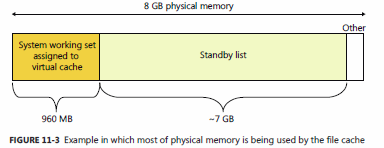 8 GB physical memory
Other
System working set
assigned to
virtual cache
Standby list
960 MB
~7 GB
FIGURE 11-3 Example in which most of physical memory is being used by the file cache